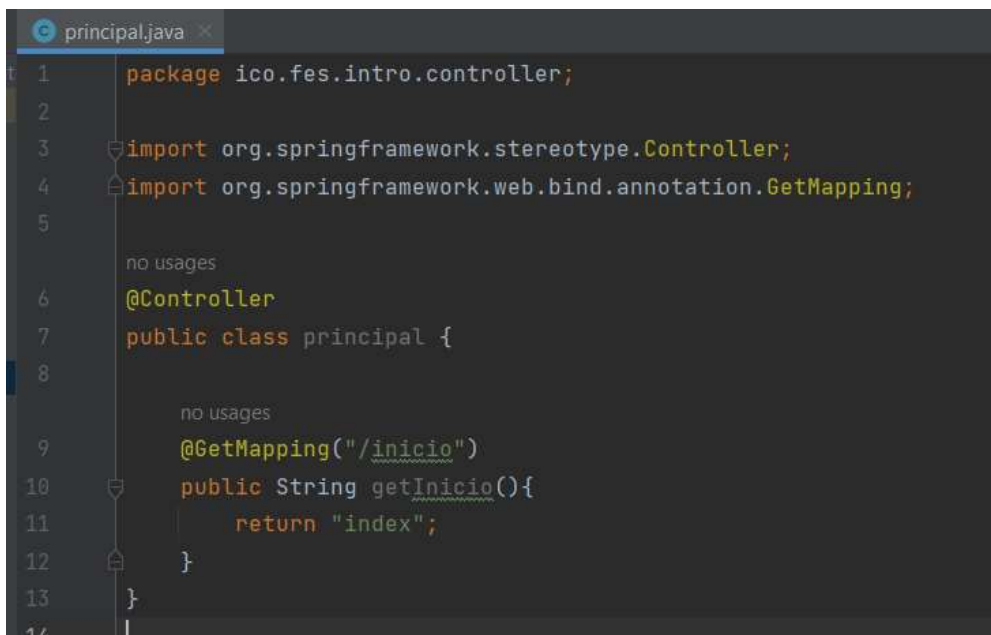 principal.java
1 package ico.fes.intro.controller;
2
3 import org.springframework.stereotype.Controller;
4 import org.springframework.web.bind.annotation.GetMapping;
5
no usages
6 @Controller
7 public class principal {
8
no usages
9 @GetMapping("/inicio")
10 public String getInicio(){
11 return "index";
12 }
13 }
14